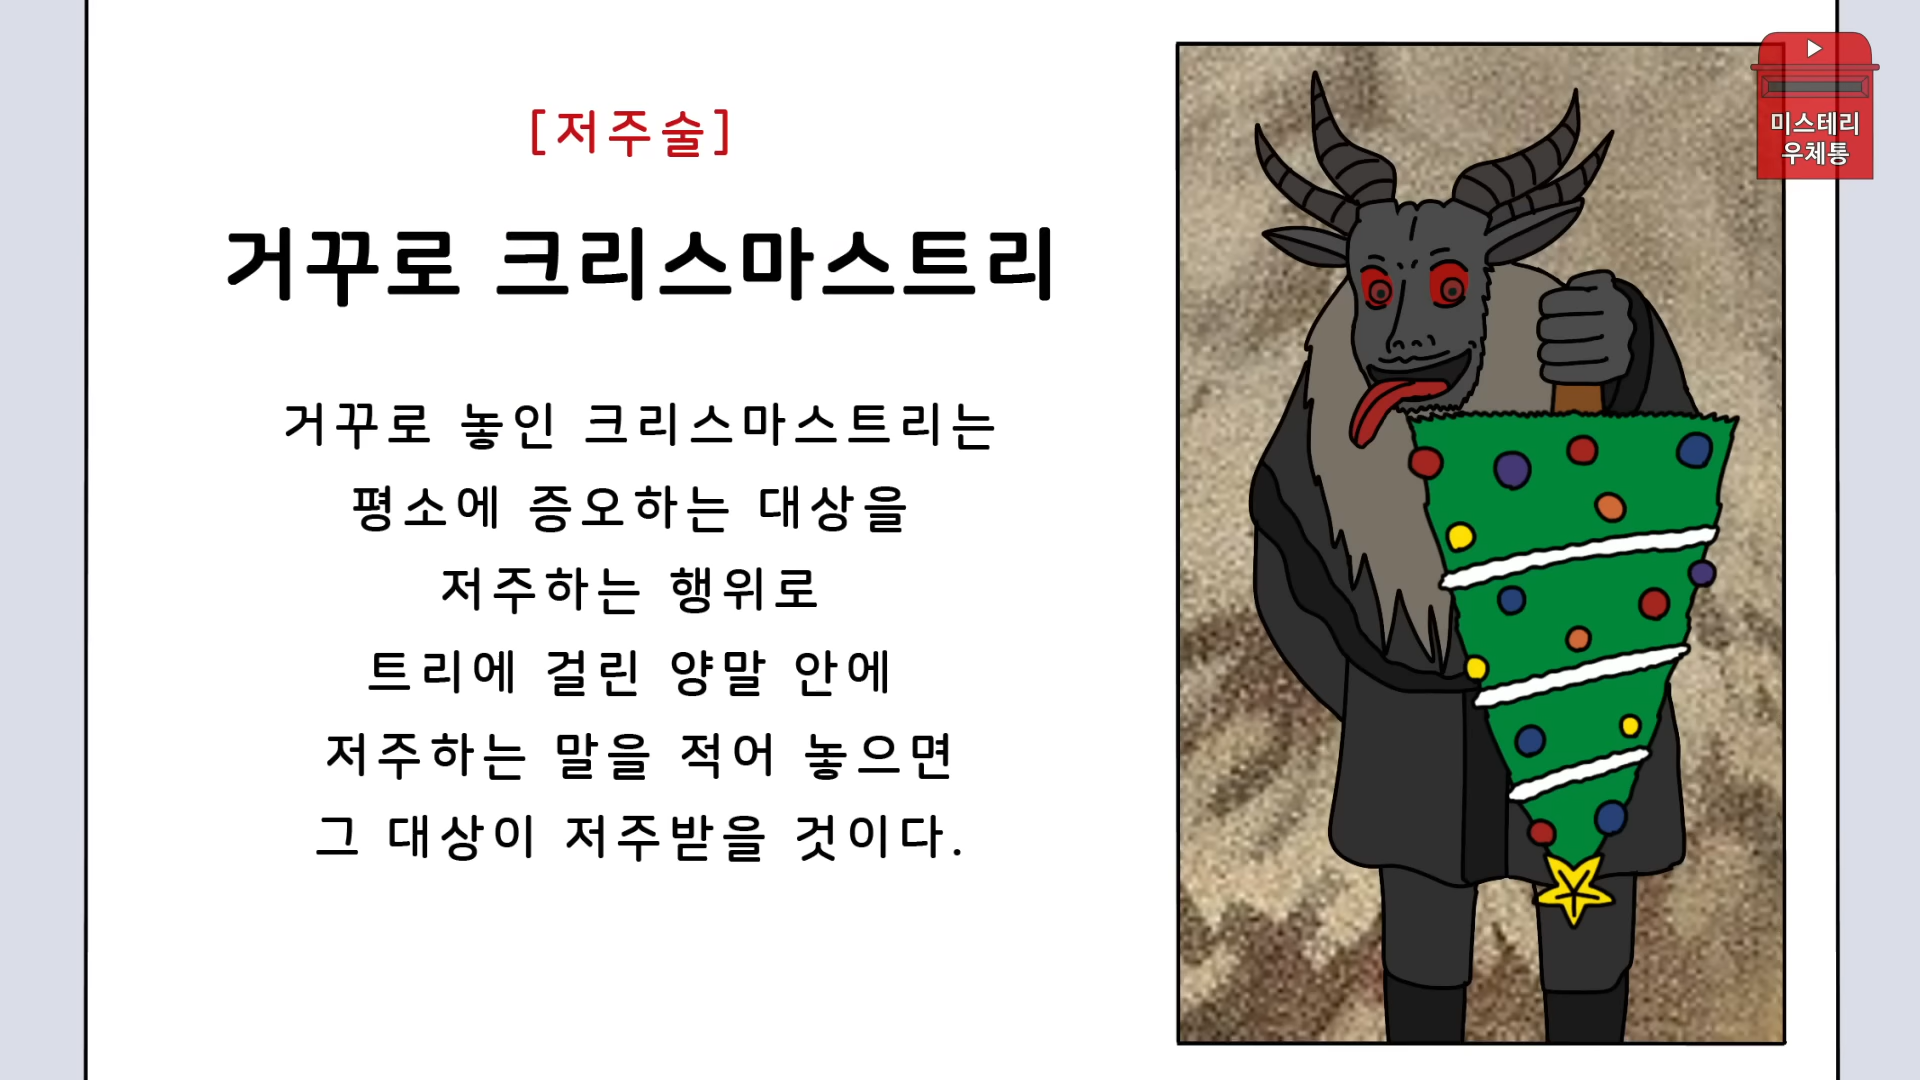 [저주술]
거꾸로 크리스마스트리
거꾸로 놓인 크리스마스트리는
평소에 증오하는 대상을
저주하는 행위로
트리에 걸린 양말 안에
저주하는 말을 적어 놓으면
그 대상이 저주받을 것이다.
미스테리
우체통